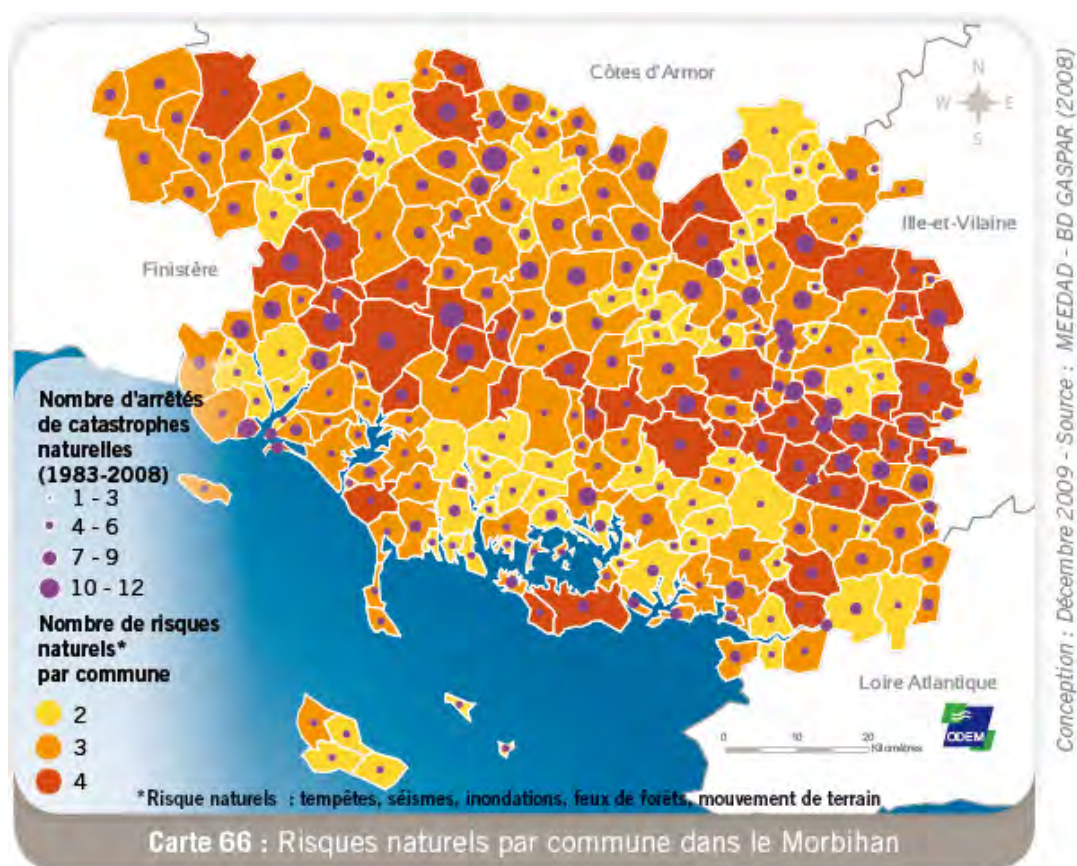 Côtes d'Armor
N
W E
S
Ille-et-Vilaine
Finistère
Nombre d'arrêtés
de catastrophes
naturelles
(1983-2008)
1 - 3
4 - 6
7 - 9
10 - 12
Nombre de risques
naturels*
par commune
2
3
4
Loire Atlantique
ODEM
0 10 20
Kilomètres
*Risque naturels : tempêtes, séismes, inondations, feux de forêts, mouvement de terrain
Carte 66 : Risques naturels par commune dans le Morbihan
Conception : Décembre 2009 - Source : MEEDAD - BD GASPAR (2008)